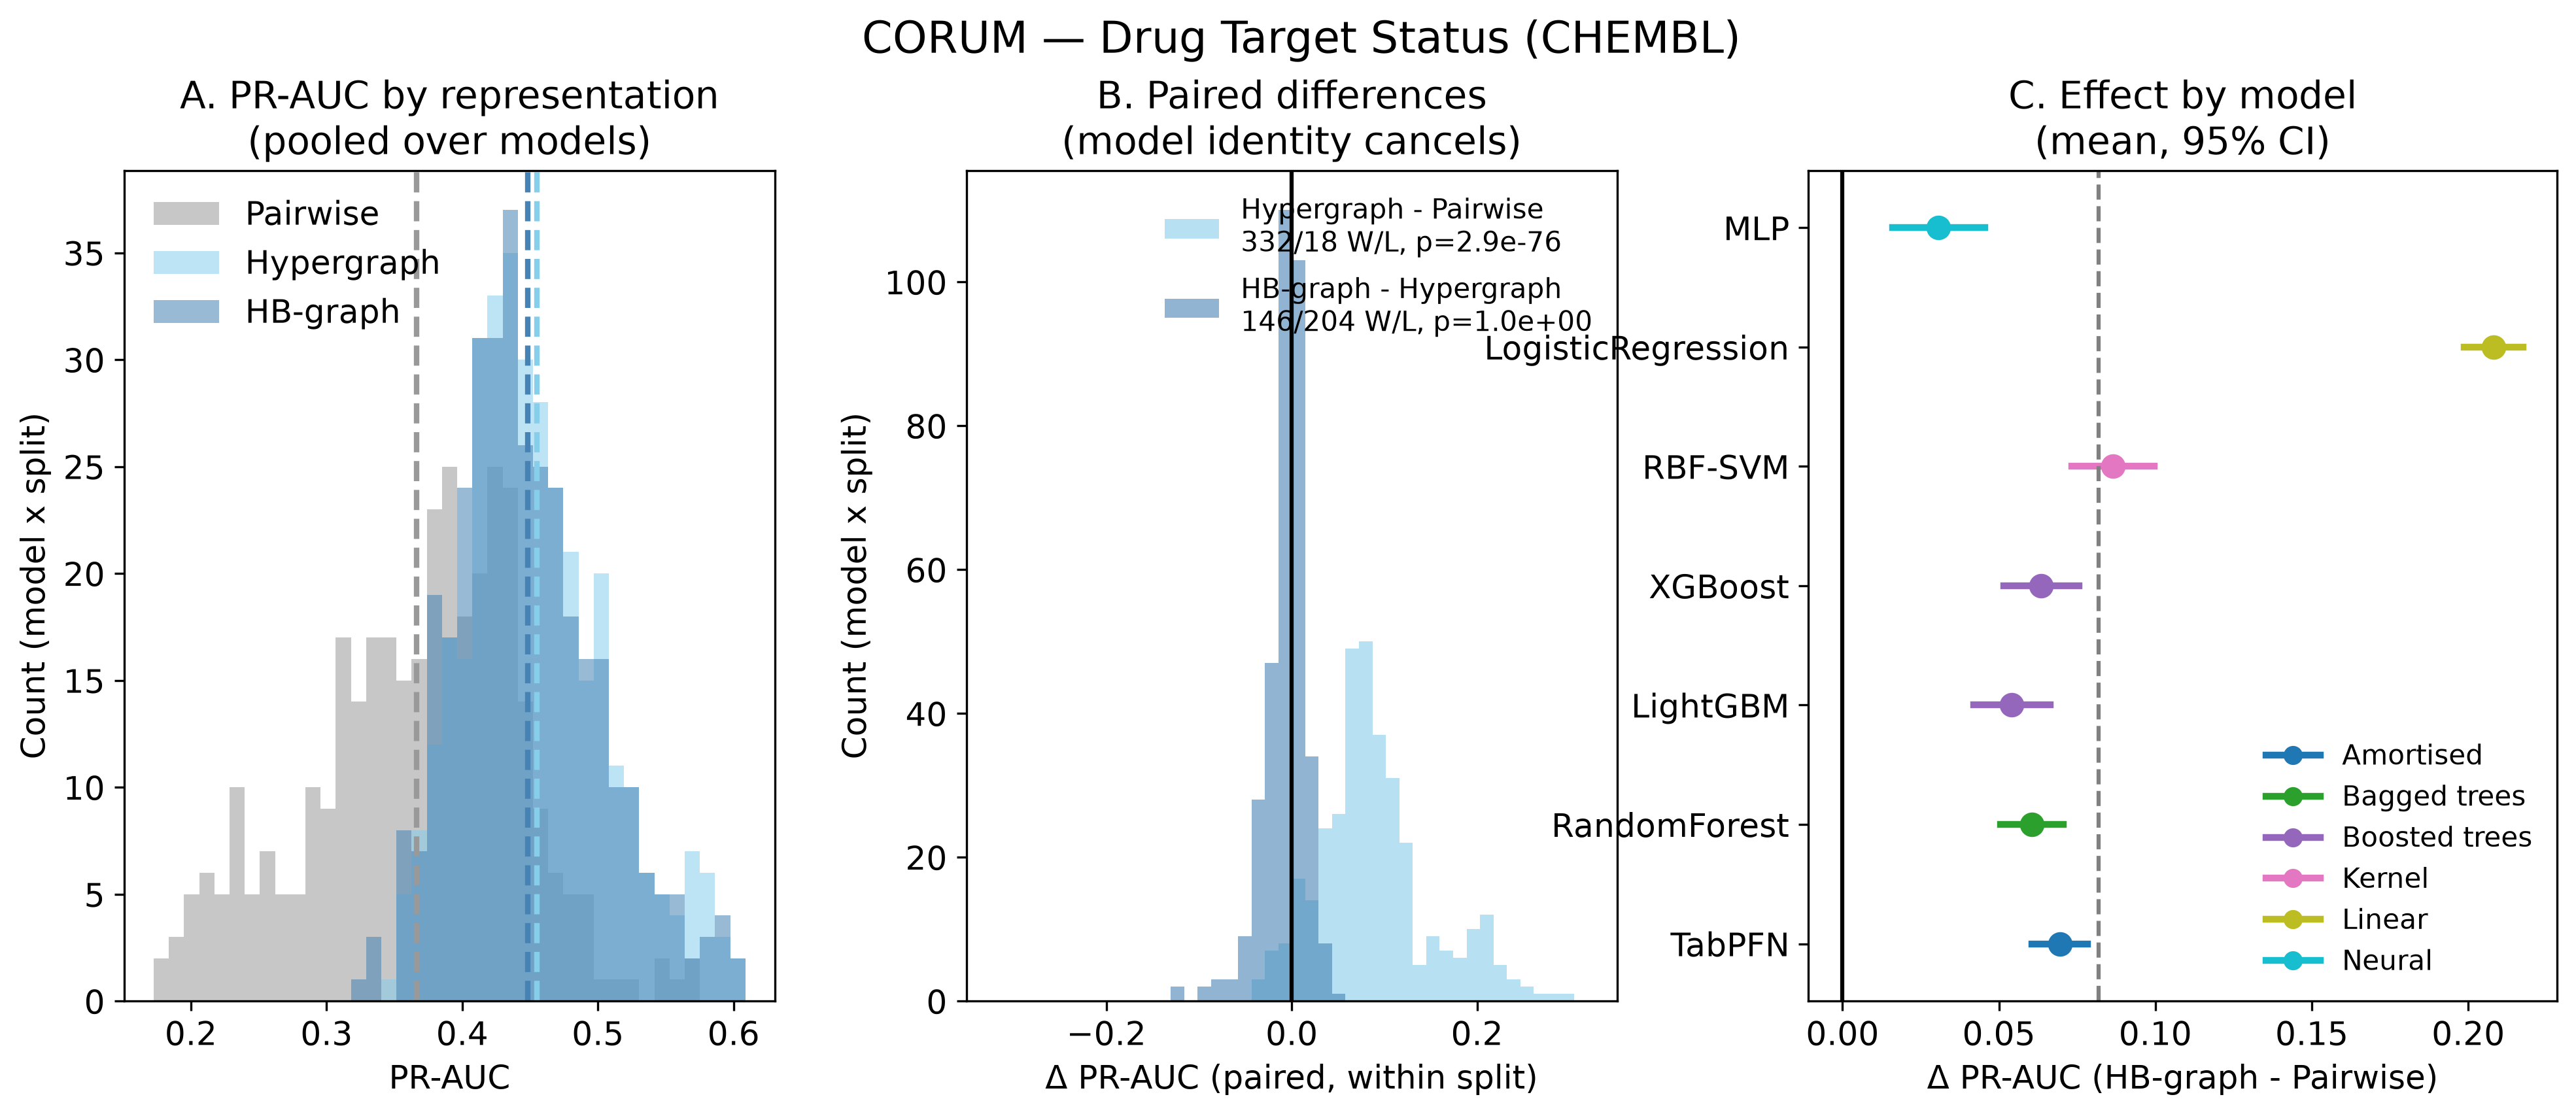 CORUM — Drug Target Status (CHEMBL)
A. PR-AUC by representation
(pooled over models)
Pairwise
Hypergraph
HB-graph
Count (model x split)
0
5
10
15
20
25
30
35
0.2
0.3
0.4
0.5
0.6
PR-AUC
B. Paired differences
(model identity cancels)
Hypergraph - Pairwise
332/18 W/L, p=2.9e-76
HB-graph - Hypergraph
146/204 W/L, p=1.0e+00
Count (model x split)
0
20
40
60
80
100
−0.2
0.0
0.2
Δ PR-AUC (paired, within split)
C. Effect by model
(mean, 95% CI)
MLP
LogisticRegression
RBF-SVM
XGBoost
LightGBM
RandomForest
TabPFN
Amortised
Bagged trees
Boosted trees
Kernel
Linear
Neural
0.00
0.05
0.10
0.15
0.20
Δ PR-AUC (HB-graph - Pairwise)